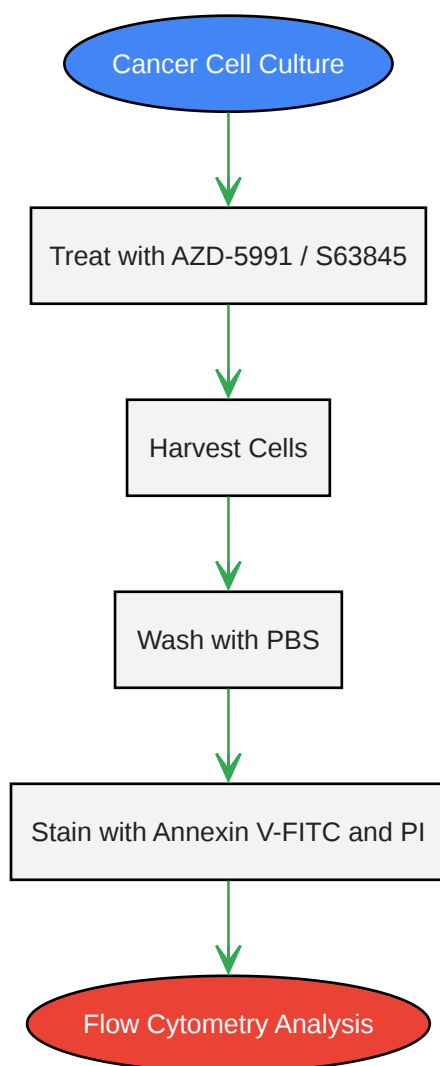 Cancer Cell Culture
Treat with AZD-5991 / S63845
Harvest Cells
Wash with PBS
Stain with Annexin V-FITC and PI
Flow Cytometry Analysis